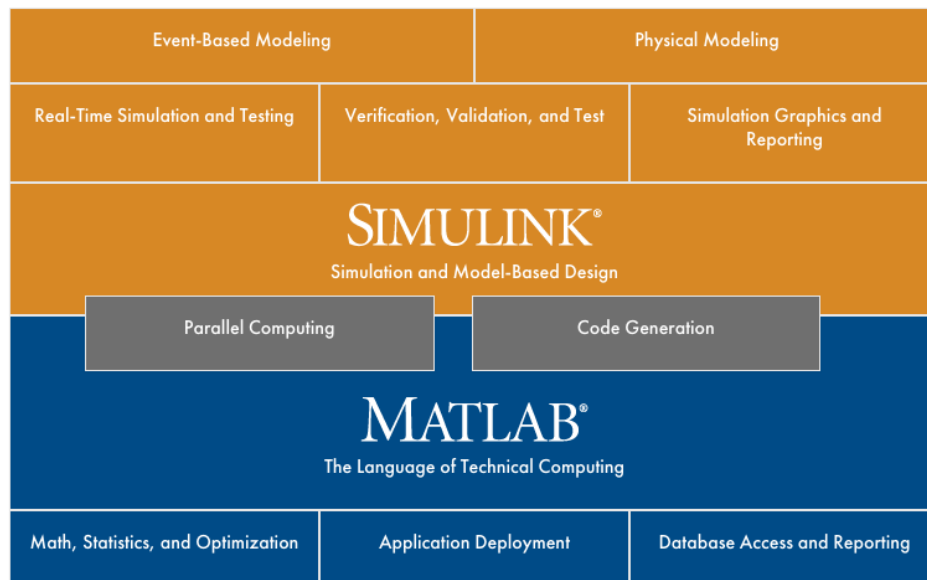 Event-Based Modeling
Physical Modeling
Real-Time Simulation and Testing
Verification, Validation, and Test
Simulation Graphics and
Reporting
SIMULINK®
Simulation and Model-Based Design
Parallel Computing
Code Generation
MATLAB®
The Language of Technical Computing
Math, Statistics, and Optimization
Application Deployment
Database Access and Reporting